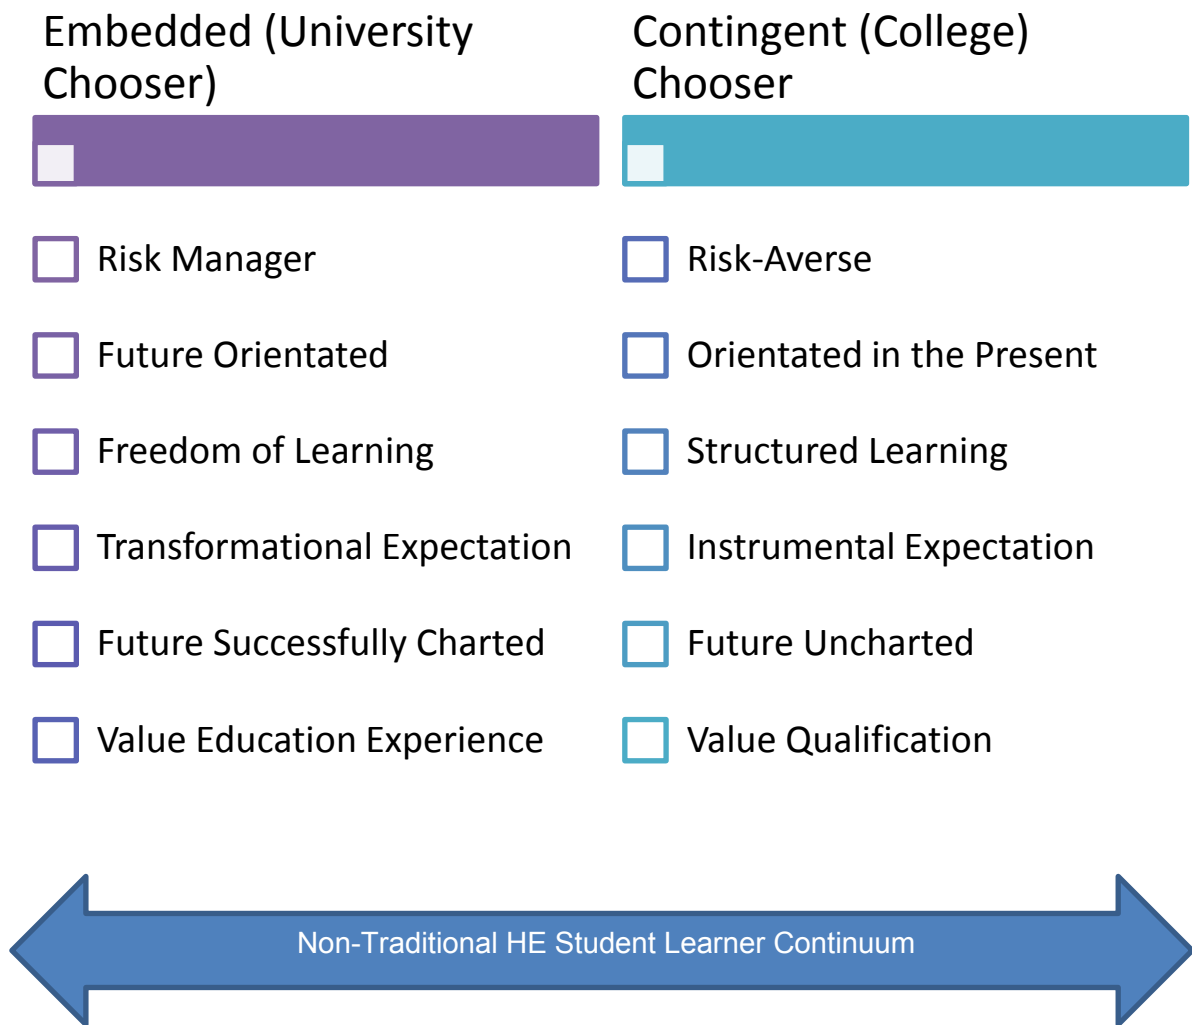 Embedded (University
Chooser)
Risk Manager
Future Orientated
Freedom of Learning
Transformational Expectation
Future Successfully Charted
Value Education Experience
Contingent (College)
Chooser
Risk-Averse
Orientated in the Present
Structured Learning
Instrumental Expectation
Future Uncharted
Value Qualification
Non-Traditional HE Student Learner Continuum